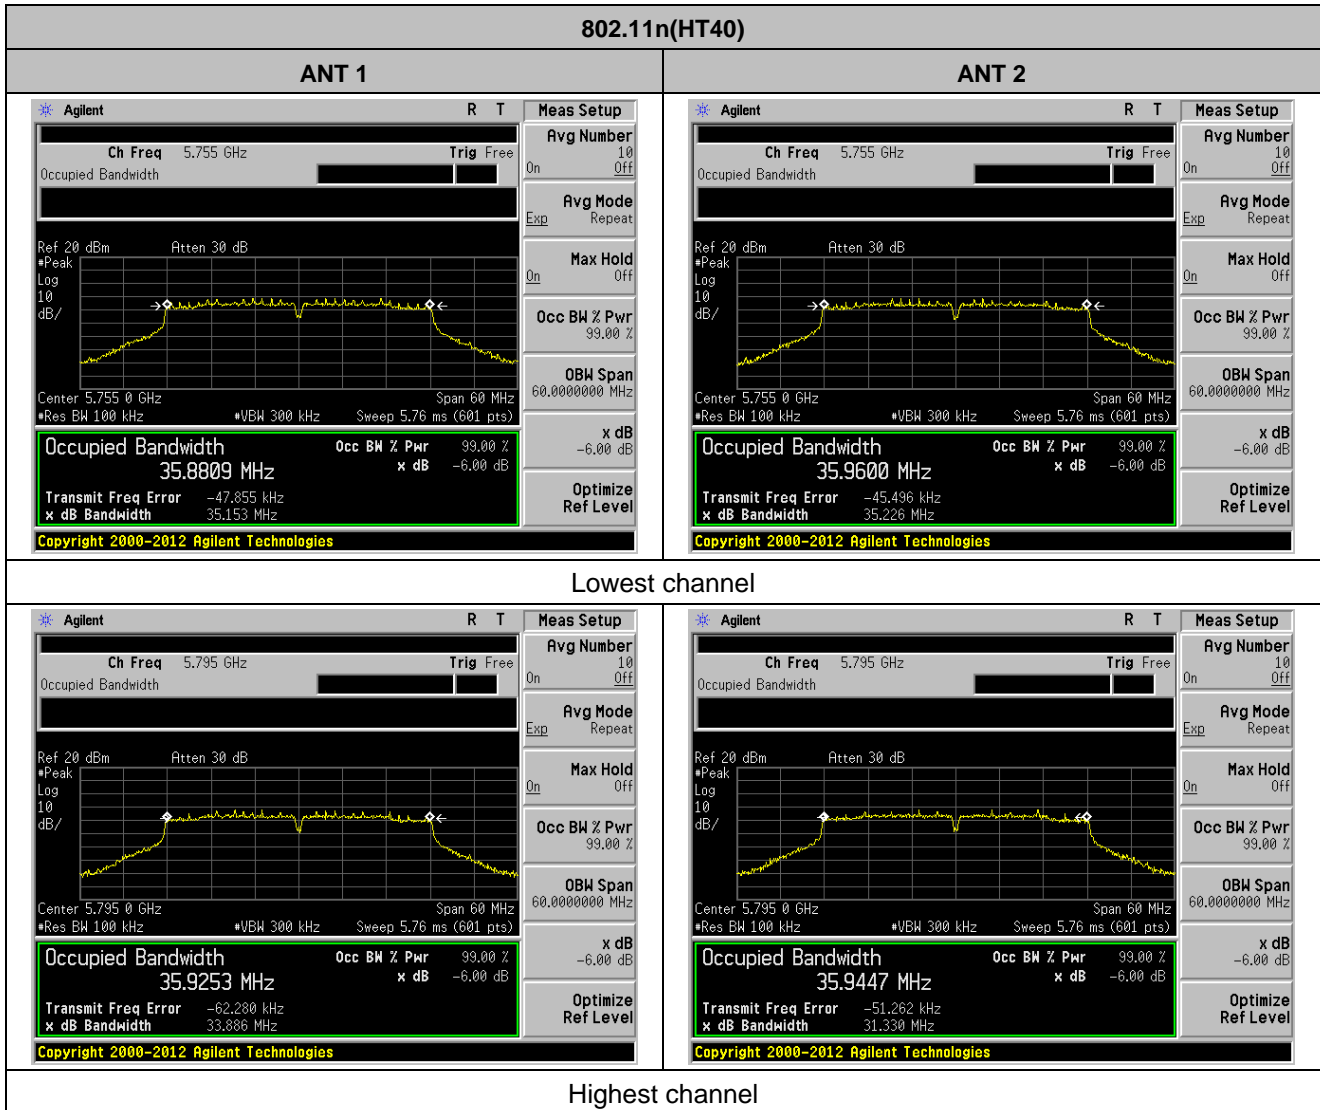 802.11n(HT40)
ANT 1
ANT 2
Agilent R T Meas Setup
Ch Freq 5.755 GHz Trig Free
Occupied Bandwidth
Avg Number
10
On Off
Avg Mode
Exp Repeat
Ref 20 dBm Atten 30 dB
#Peak
Log
10
dB/
Max Hold
On Off
Occ BW % Pwr
99.00 %
OBW Span
60.0000000 MHz
Center 5.755 0 GHz Span 60 MHz
#Res BW 100 kHz #VBW 300 kHz Sweep 5.76 ms (601 pts)
x dB
-6.00 dB
Occupied Bandwidth Occ BW % Pwr 99.00 %
35.8809 MHz x dB -6.00 dB
Transmit Freq Error -47.855 kHz
x dB Bandwidth 35.153 MHz
Optimize
Ref Level
Copyright 2000-2012 Agilent Technologies
Agilent R T Meas Setup
Ch Freq 5.755 GHz Trig Free
Occupied Bandwidth
Avg Number
10
On Off
Avg Mode
Exp Repeat
Ref 20 dBm Atten 30 dB
#Peak
Log
10
dB/
Max Hold
On Off
Occ BW % Pwr
99.00 %
OBW Span
60.0000000 MHz
Center 5.755 0 GHz Span 60 MHz
#Res BW 100 kHz #VBW 300 kHz Sweep 5.76 ms (601 pts)
x dB
-6.00 dB
Occupied Bandwidth Occ BW % Pwr 99.00 %
35.9600 MHz x dB -6.00 dB
Transmit Freq Error -45.496 kHz
x dB Bandwidth 35.226 MHz
Optimize
Ref Level
Copyright 2000-2012 Agilent Technologies
Lowest channel
Agilent R T Meas Setup
Ch Freq 5.795 GHz Trig Free
Occupied Bandwidth
Avg Number
10
On Off
Avg Mode
Exp Repeat
Ref 20 dBm Atten 30 dB
#Peak
Log
10
dB/
Max Hold
On Off
Occ BW % Pwr
99.00 %
OBW Span
60.0000000 MHz
Center 5.795 0 GHz Span 60 MHz
#Res BW 100 kHz #VBW 300 kHz Sweep 5.76 ms (601 pts)
x dB
-6.00 dB
Occupied Bandwidth Occ BW % Pwr 99.00 %
35.9253 MHz x dB -6.00 dB
Transmit Freq Error -62.280 kHz
x dB Bandwidth 33.886 MHz
Optimize
Ref Level
Copyright 2000-2012 Agilent Technologies
Agilent R T Meas Setup
Ch Freq 5.795 GHz Trig Free
Occupied Bandwidth
Avg Number
10
On Off
Avg Mode
Exp Repeat
Ref 20 dBm Atten 30 dB
#Peak
Log
10
dB/
Max Hold
On Off
Occ BW % Pwr
99.00 %
OBW Span
60.0000000 MHz
Center 5.795 0 GHz Span 60 MHz
#Res BW 100 kHz #VBW 300 kHz Sweep 5.76 ms (601 pts)
x dB
-6.00 dB
Occupied Bandwidth Occ BW % Pwr 99.00 %
35.9447 MHz x dB -6.00 dB
Transmit Freq Error -51.262 kHz
x dB Bandwidth 31.330 MHz
Optimize
Ref Level
Copyright 2000-2012 Agilent Technologies
Highest channel